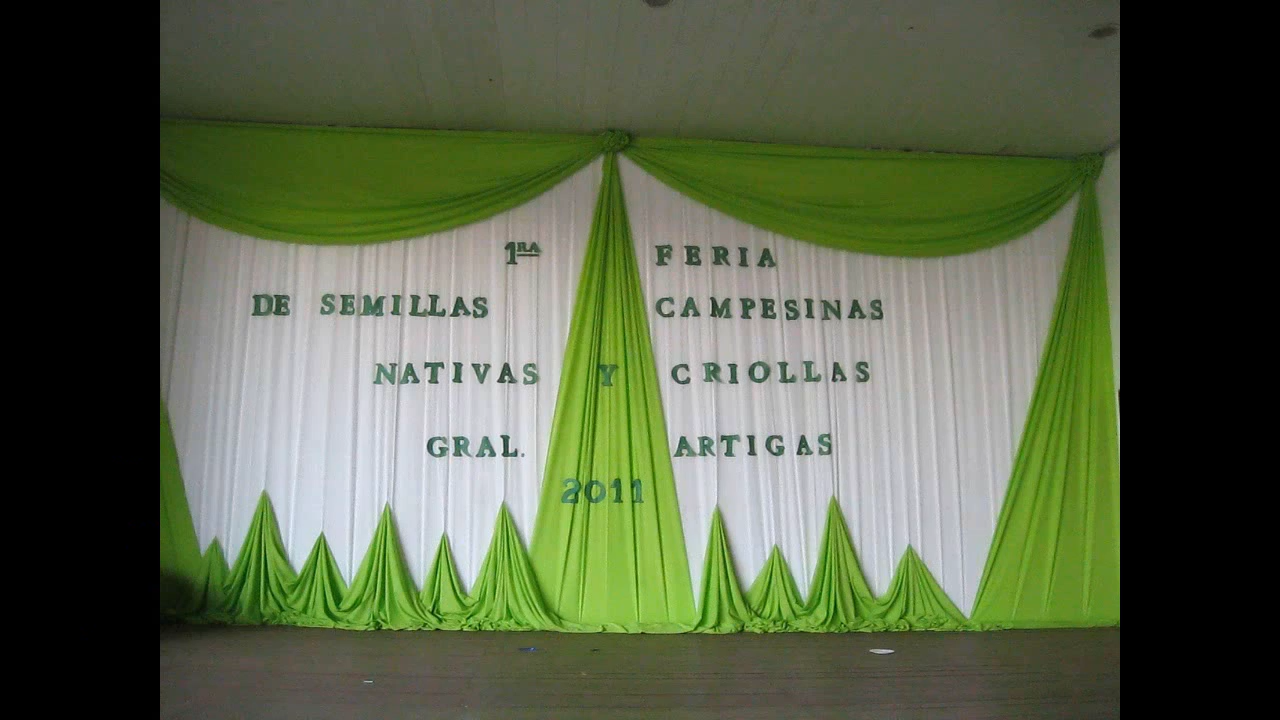 1RA FERIA
DE SEMILLAS CAMPESINAS
NATIVAS Y CRIOLLAS
GRAL. ARTIGAS
2011